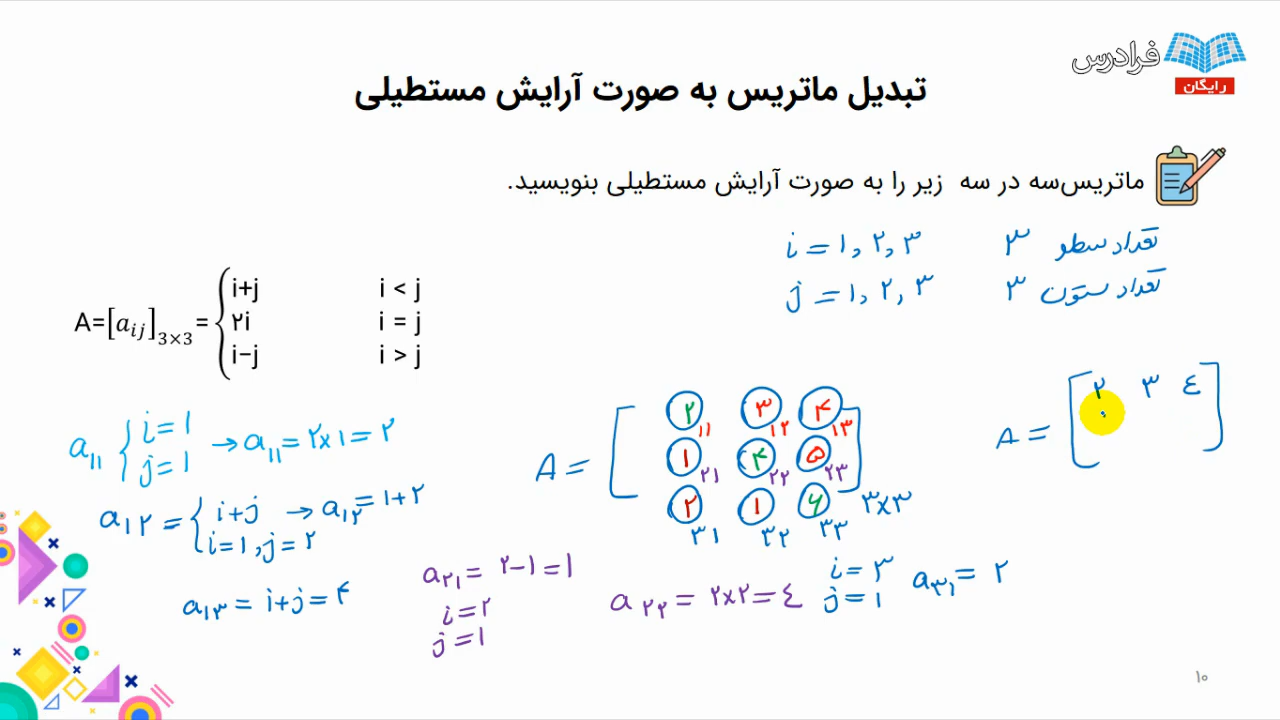 فرادرس
رایگان
تبدیل ماتریس به صورت آرایش مستطیلی
ماتریس‌سه در سه زیر را به صورت آرایش مستطیلی بنویسید.
تعداد سطو ۳ i = ۱, ۲, ۳
تعداد ستون ۳ j = ۱, ۲, ۳
A=[aij]3×3 = {
i+j i < j
۲i i = j
i−j i > j
a۱۱ { i=۱ j=۱ → a۱۱ = ۲×۱ = ۲
a۱۲ = { i+j i=۱, j=۲ → a۱۲ = ۱+۲
a۱۳ = i+j = ۴
A = [
۲ ۱۱ ۳ ۱۲ ۴ ۱۳
۱ ۲۱ ۴ ۲۲ ۵ ۲۳
۲ ۳۱ ۱ ۳۲ ۶ ۳۳
] ۳×۳
A = [ ۲ ۳ ٤ ]
a۲۱ = ۲-۱ = ۱
i = ۲
j = ۱
a۲۲ = ۲×۲ = ٤
i = ۳
j = ۱
a۳۱ = ۲
۱۰